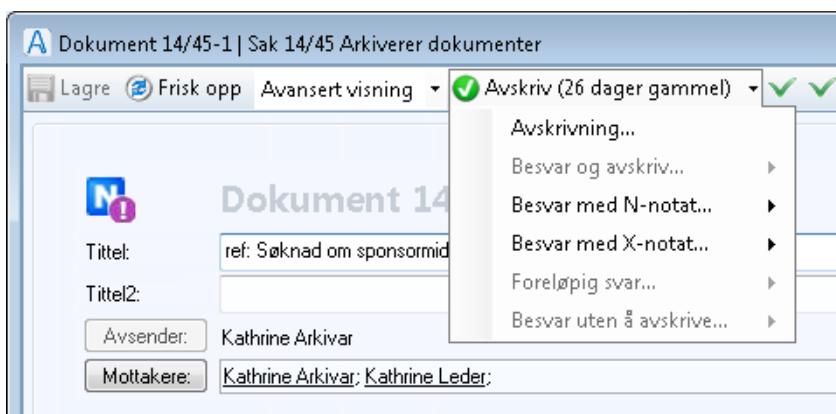 Dokument 14/45-1 | Sak 14/45 Arkiverer dokumenter
Lagre Frisk opp Avansert visning Avskriv (26 dager gammel)
Avskrivning...
Besvar og avskriv...
Besvar med N-notat...
Besvar med X-notat...
Foreløpig svar...
Besvar uten å avskrive...
N
Dokument 14
Tittel: ref: Søknad om sponsormid
Tittel2:
Avsender: Kathrine Arkivar
Mottakere: Kathrine Arkivar; Kathrine Leder;